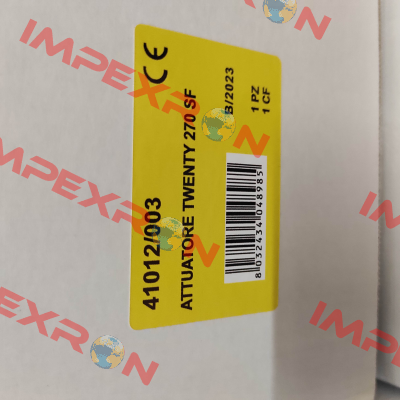 41012/003
ATTUATORE TWENTY 270 SF
B/2023
1 PZ
1 CF
CE
8032434048985
IMPEXRON
IMPEXRON
IMPEXRON
IMPEXRON
IMPEXRON